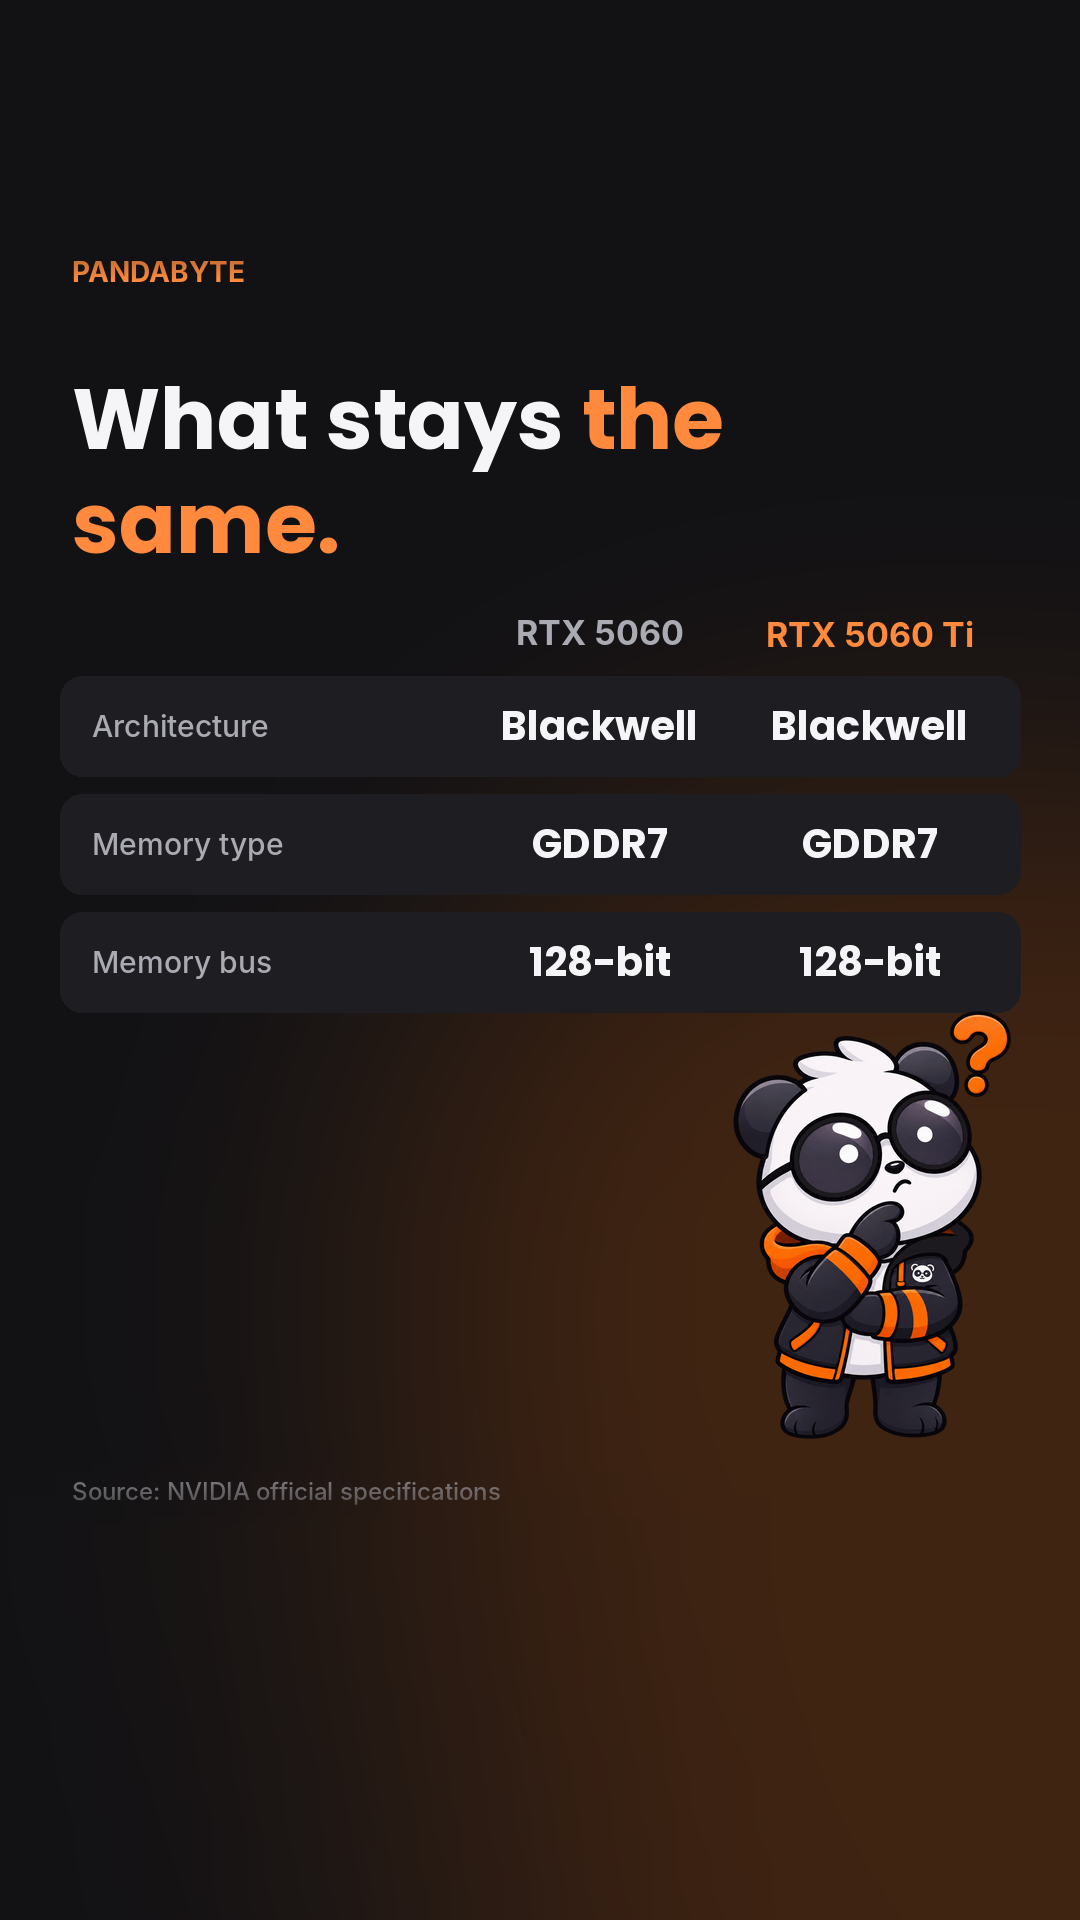 PANDABYTE
What stays the
same.
RTX 5060 RTX 5060 Ti
Architecture Blackwell Blackwell
Memory type GDDR7 GDDR7
Memory bus 128-bit 128-bit
?
Source: NVIDIA official specifications